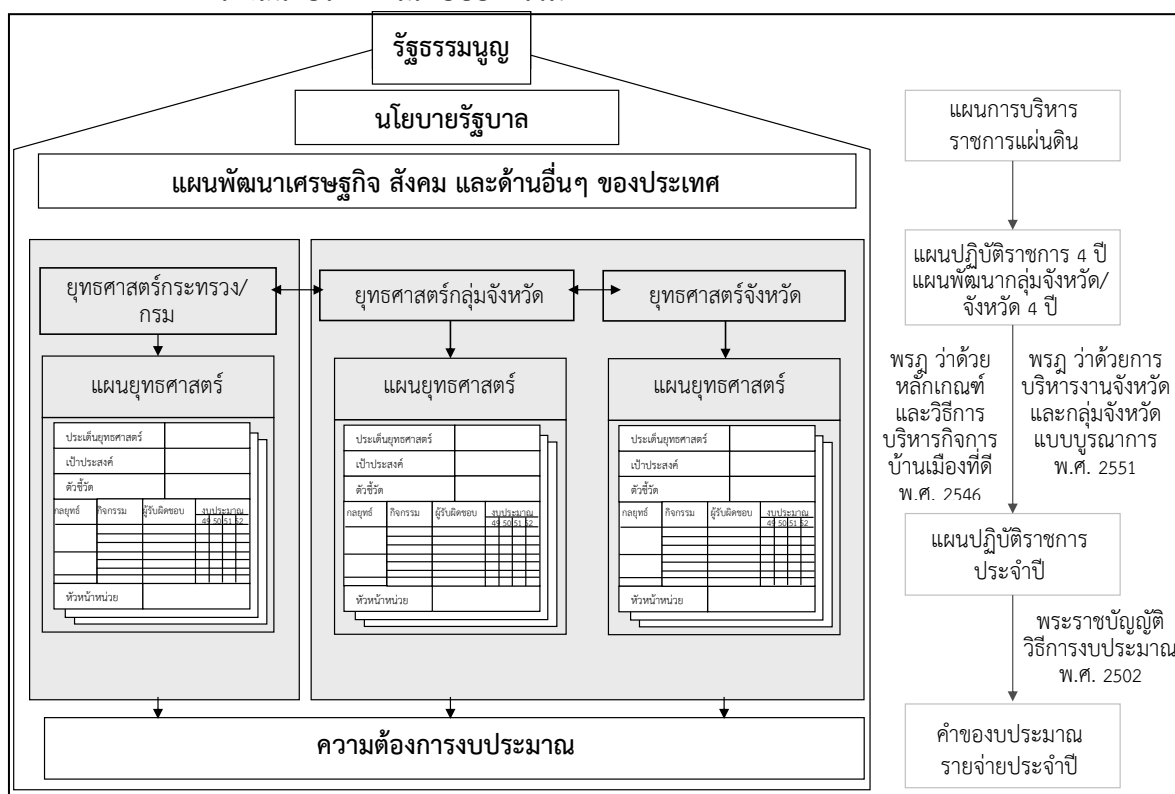 รัฐธรรมนูญ
นโยบายรัฐบาล
แผนพัฒนาเศรษฐกิจ สังคม และด้านอื่นๆ ของประเทศ
ยุทธศาสตร์กระทรวง/
กรม
ยุทธศาสตร์กลุ่มจังหวัด
ยุทธศาสตร์จังหวัด
แผนยุทธศาสตร์
ประเด็นยุทธศาสตร์
เป้าประสงค์
ตัวชี้วัด
กลยุทธ์ กิจกรรม ผู้รับผิดชอบ งบประมาณ
49 50 51 52
หัวหน้าหน่วย
แผนยุทธศาสตร์
ประเด็นยุทธศาสตร์
เป้าประสงค์
ตัวชี้วัด
กลยุทธ์ กิจกรรม ผู้รับผิดชอบ งบประมาณ
49 50 51 52
หัวหน้าหน่วย
แผนยุทธศาสตร์
ประเด็นยุทธศาสตร์
เป้าประสงค์
ตัวชี้วัด
กลยุทธ์ กิจกรรม ผู้รับผิดชอบ งบประมาณ
49 50 51 52
หัวหน้าหน่วย
ความต้องการงบประมาณ
แผนการบริหาร
ราชการแผ่นดิน
แผนปฏิบัติราชการ 4 ปี
แผนพัฒนากลุ่มจังหวัด/
จังหวัด 4 ปี
พรฎ ว่าด้วย
หลักเกณฑ์
และวิธีการ
บริหารกิจการ
บ้านเมืองที่ดี
พ.ศ. 2546
พรฎ ว่าด้วยการ
บริหารงานจังหวัด
และกลุ่มจังหวัด
แบบบูรณาการ
พ.ศ. 2551
แผนปฏิบัติราชการ
ประจำปี
พระราชบัญญัติ
วิธีการงบประมาณ
พ.ศ. 2502
คำของบประมาณ
รายจ่ายประจำปี